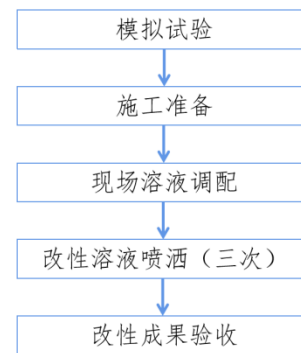 模拟试验
施工准备
现场溶液调配
改性溶液喷洒（三次）
改性成果验收